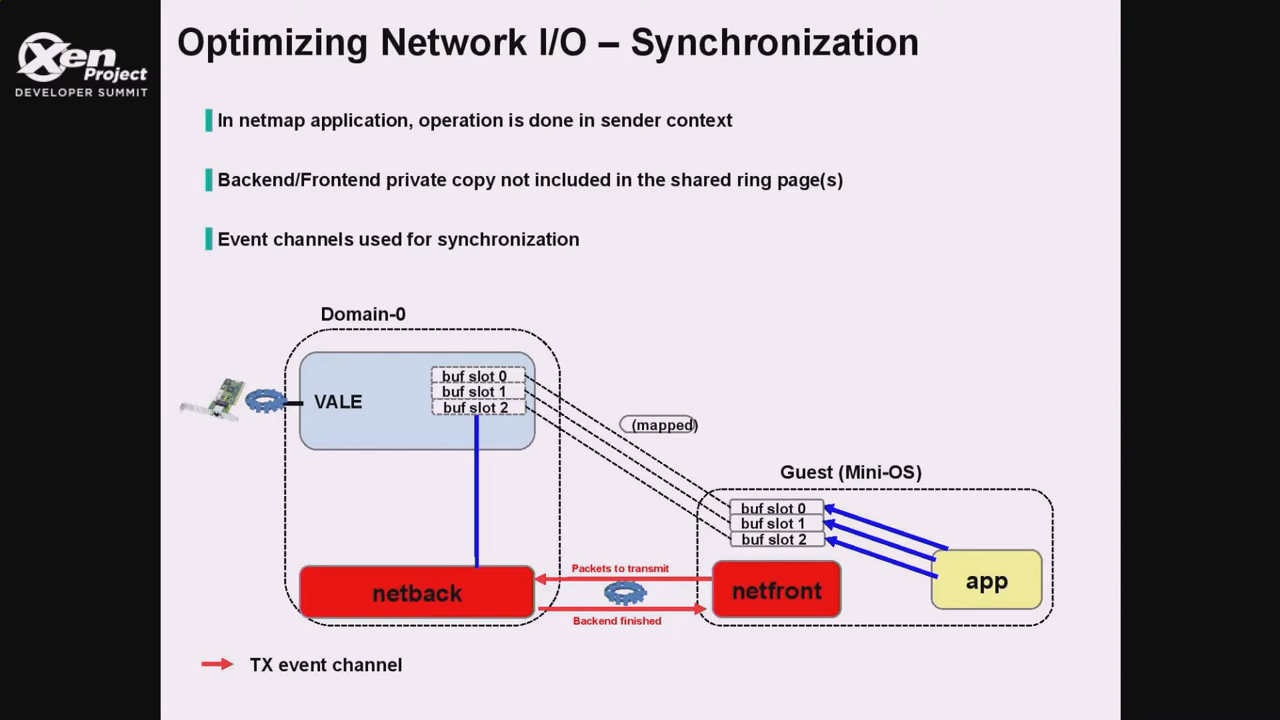 Xen
Project
DEVELOPER SUMMIT
Optimizing Network I/O – Synchronization
In netmap application, operation is done in sender context
Backend/Frontend private copy not included in the shared ring page(s)
Event channels used for synchronization
Domain-0
VALE
buf slot 0
buf slot 1
buf slot 2
(mapped)
Guest (Mini-OS)
buf slot 0
buf slot 1
buf slot 2
netback
Packets to transmit
Backend finished
netfront
app
TX event channel